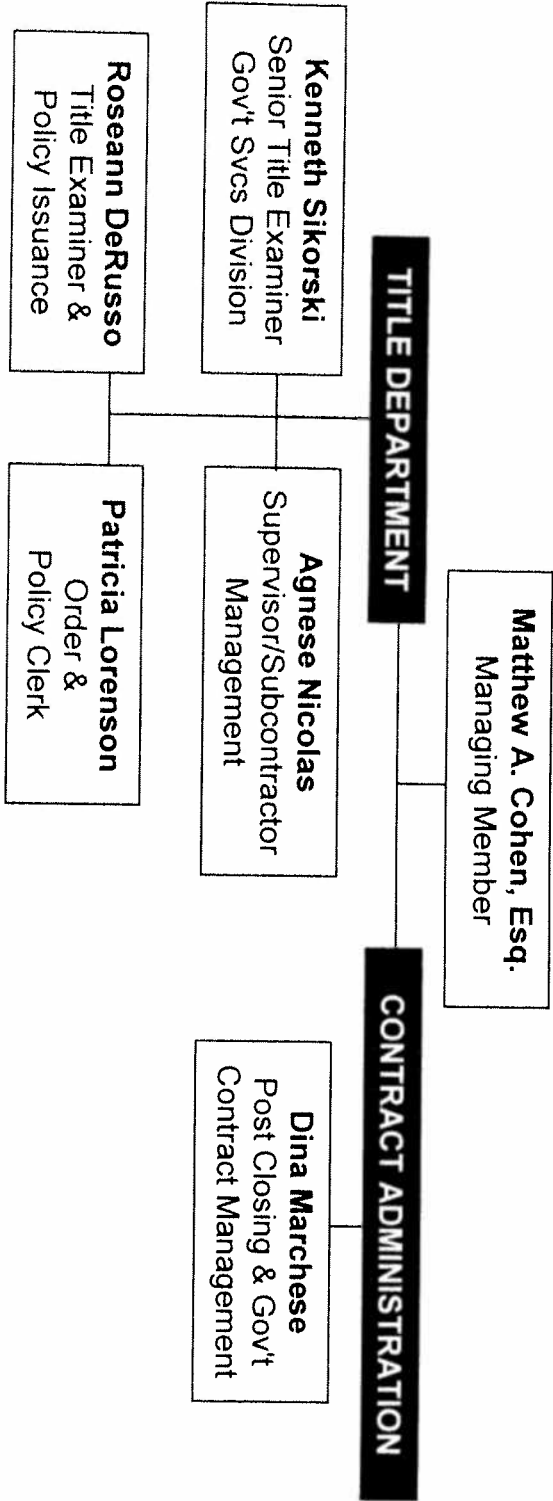 Matthew A. Cohen, Esq.
Managing Member
TITLE DEPARTMENT
CONTRACT ADMINISTRATION
Kenneth Sikorski
Senior Title Examiner
Gov't Svcs Division
Agnese Nicolas
Supervisor/Subcontractor
Management
Dina Marchese
Post Closing & Gov't
Contract Management
Roseann DeRusso
Title Examiner &
Policy Issuance
Patricia Lorenson
Order &
Policy Clerk